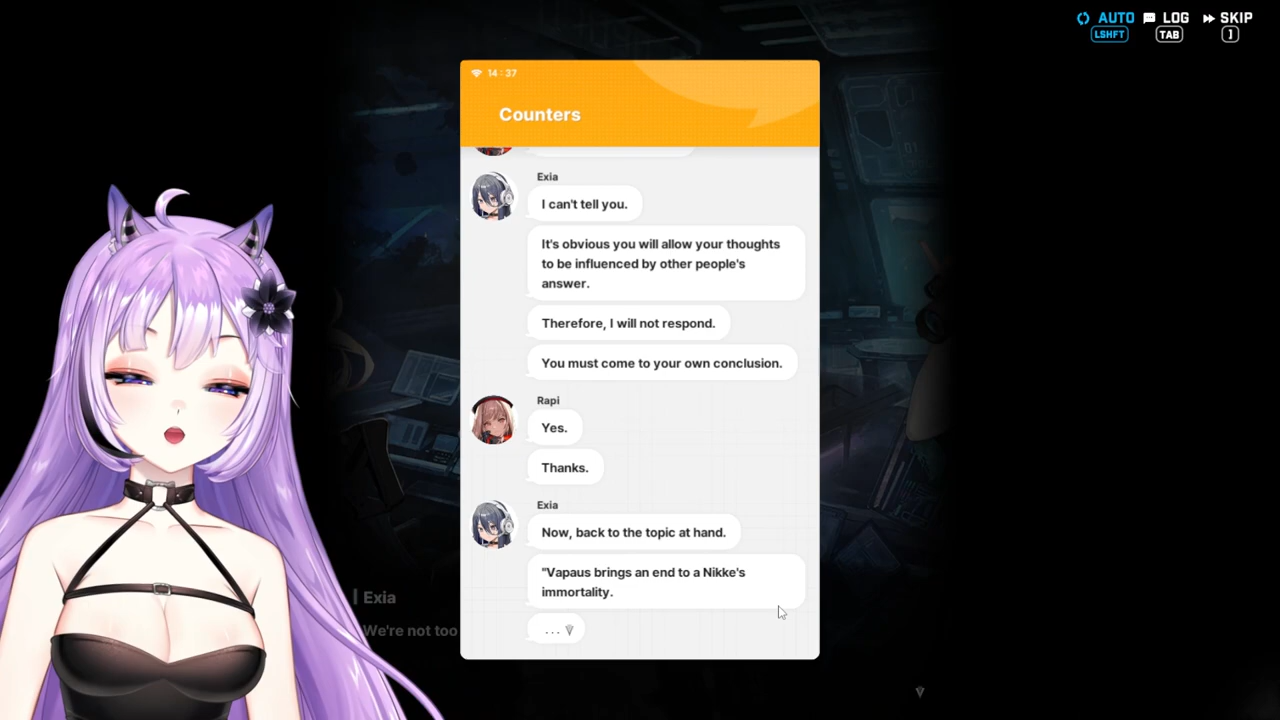 AUTO LOG SKIP
LSHFT TAB ]
14:37
Counters
Exia
I can't tell you.
It's obvious you will allow your thoughts
to be influenced by other people's
answer.
Therefore, I will not respond.
You must come to your own conclusion.
Rapi
Yes.
Thanks.
Exia
Now, back to the topic at hand.
"Vapaus brings an end to a Nikke's
immortality.
...
Exia
We're not too